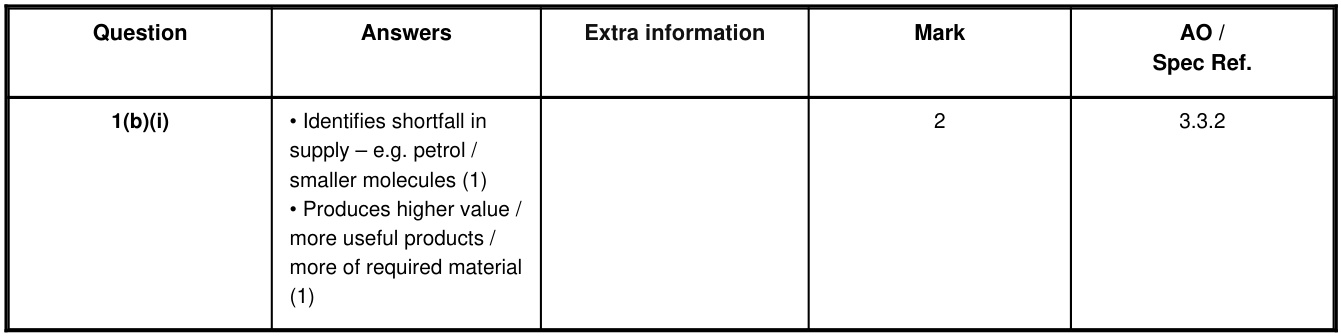 Question Answers Extra information Mark AO /
Spec Ref.
1(b)(i) • Identifies shortfall in 2 3.3.2
supply – e.g. petrol /
smaller molecules (1)
• Produces higher value /
more useful products /
more of required material
(1)